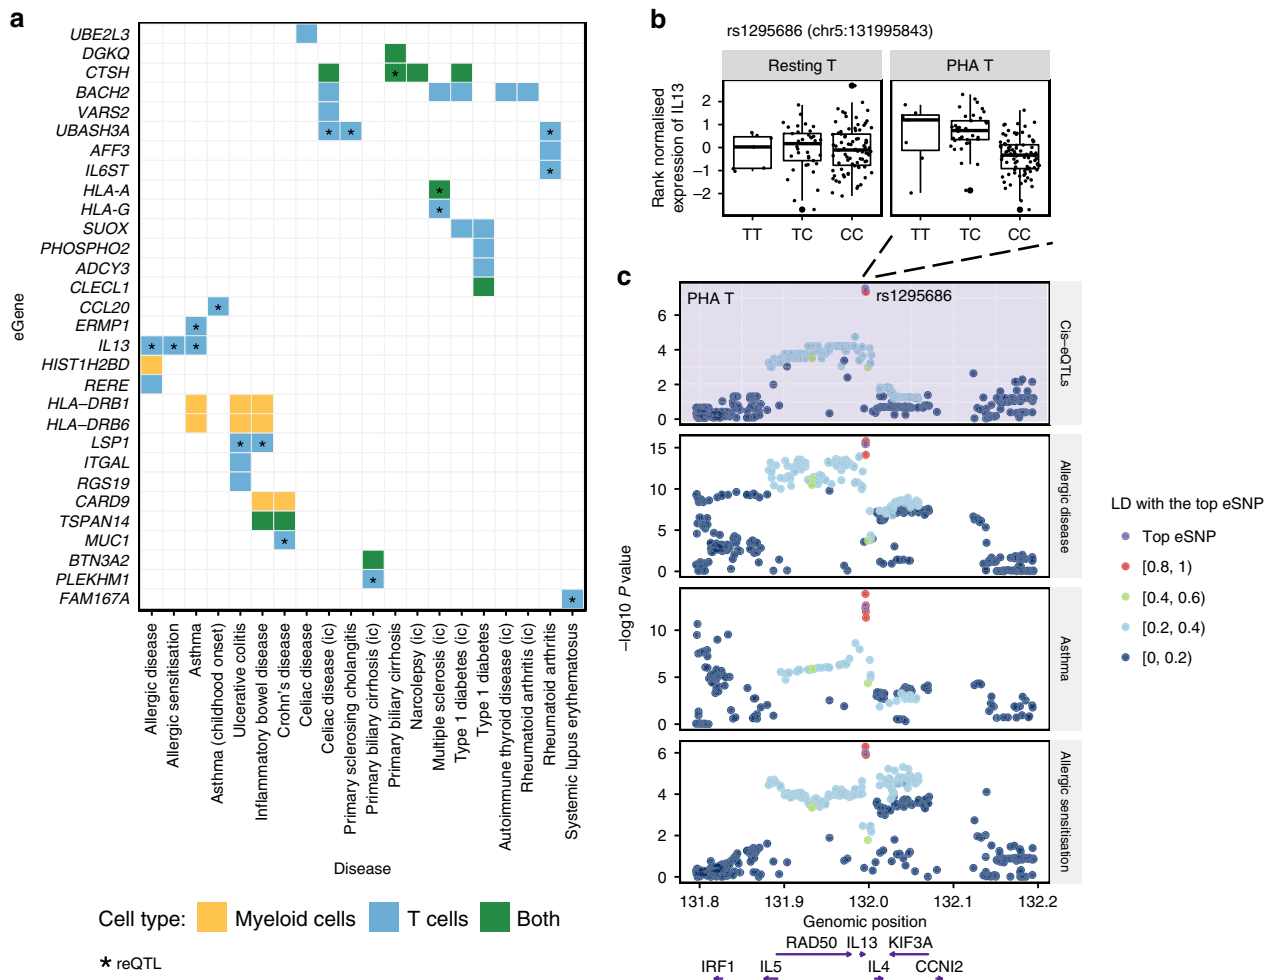 a
eGene
UBE2L3
DGKQ
CTSH
BACH2
VARS2
UBASH3A
AFF3
IL6ST
HLA-A
HLA-G
SUOX
PHOSPHO2
ADCY3
CLECL1
CCL20
ERMP1
IL13
HIST1H2BD
RERE
HLA–DRB1
HLA–DRB6
LSP1
ITGAL
RGS19
CARD9
TSPAN14
MUC1
BTN3A2
PLEKHM1
FAM167A
Allergic disease
Allergic sensitisation
Asthma
Asthma (childhood onset)
Ulcerative colitis
Inflammatory bowel disease
Crohn's disease
Celiac disease
Celiac disease (ic)
Primary sclerosing cholangitis
Primary biliary cirrhosis (ic)
Primary biliary cirrhosis
Narcolepsy (ic)
Multiple sclerosis (ic)
Type 1 diabetes (ic)
Type 1 diabetes
Autoimmune thyroid disease (ic)
Rheumatoid arthritis (ic)
Rheumatoid arthritis
Systemic lupus erythematosus
Disease
Cell type: Myeloid cells T cells Both
* reQTL
b
rs1295686 (chr5:131995843)
Resting T PHA T
Rank normalised
expression of IL13
2
1
0
−1
−2
TT TC CC TT TC CC
c
PHA T
rs1295686
Cis–eQTLs
6
4
2
0
Allergic disease
15
10
5
0
Asthma
10
5
0
Allergic sensitisation
6
4
2
0
−log10 P value
131.8 131.9 132.0 132.1 132.2
Genomic position
RAD50 IL13 KIF3A
IRF1 IL5 IL4 CCNI2
LD with the top eSNP
Top eSNP
[0.8, 1)
[0.4, 0.6)
[0.2, 0.4)
[0, 0.2)